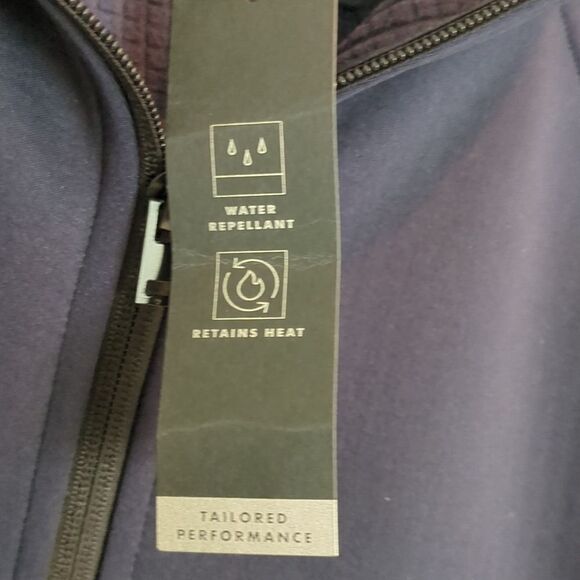 WATER
REPELLANT
RETAINS HEAT
TAILORED
PERFORMANCE